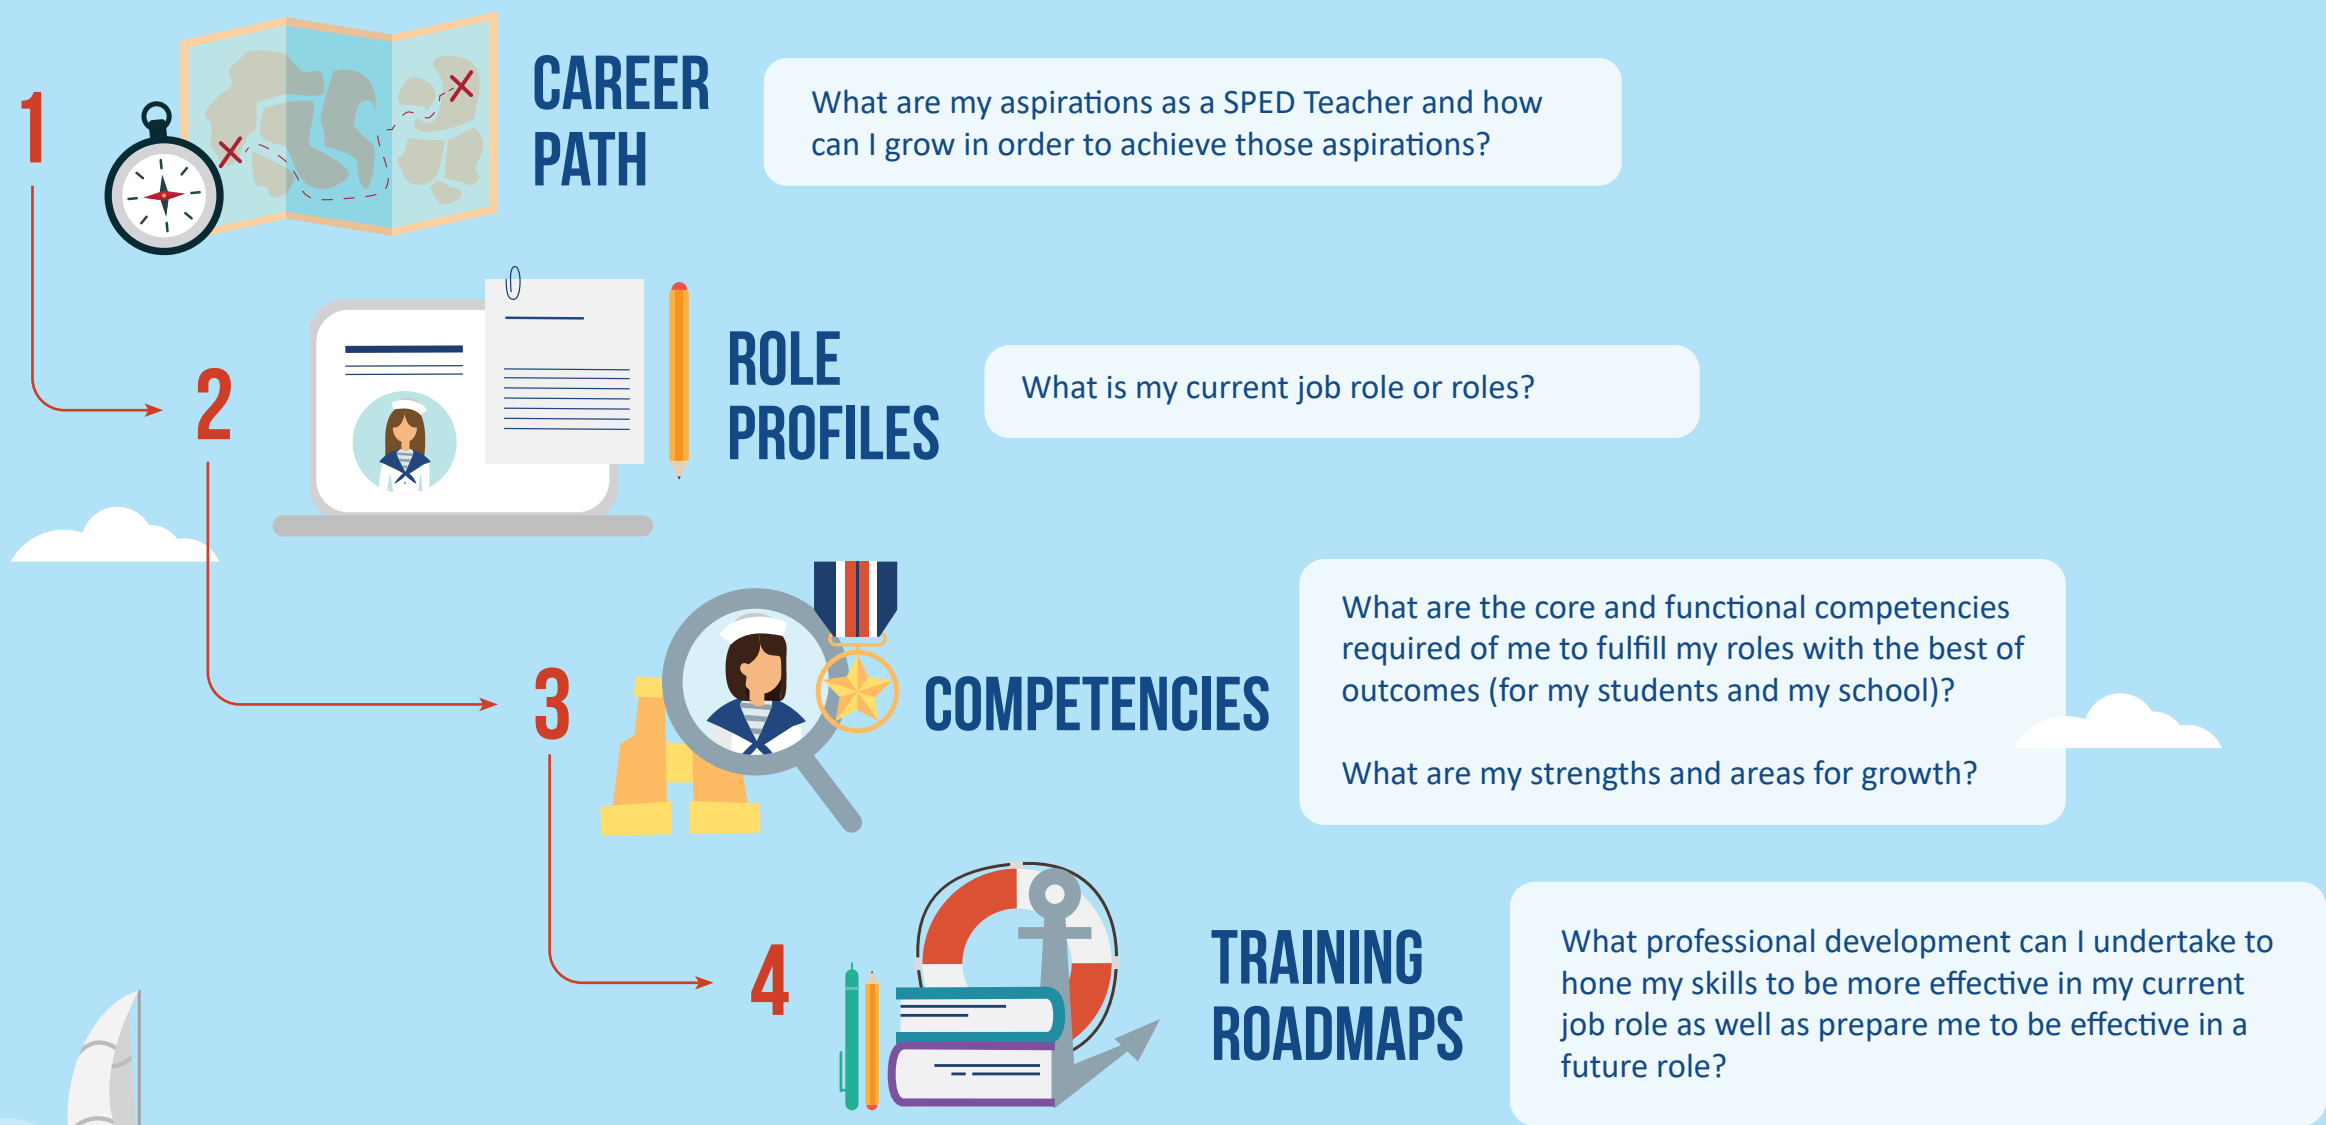 1
CAREER
PATH
What are my aspirations as a SPED Teacher and how
can I grow in order to achieve those aspirations?
2
ROLE
PROFILES
What is my current job role or roles?
3
COMPETENCIES
What are the core and functional competencies
required of me to fulfill my roles with the best of
outcomes (for my students and my school)?
What are my strengths and areas for growth?
4
TRAINING
ROADMAPS
What professional development can I undertake to
hone my skills to be more effective in my current
job role as well as prepare me to be effective in a
future role?